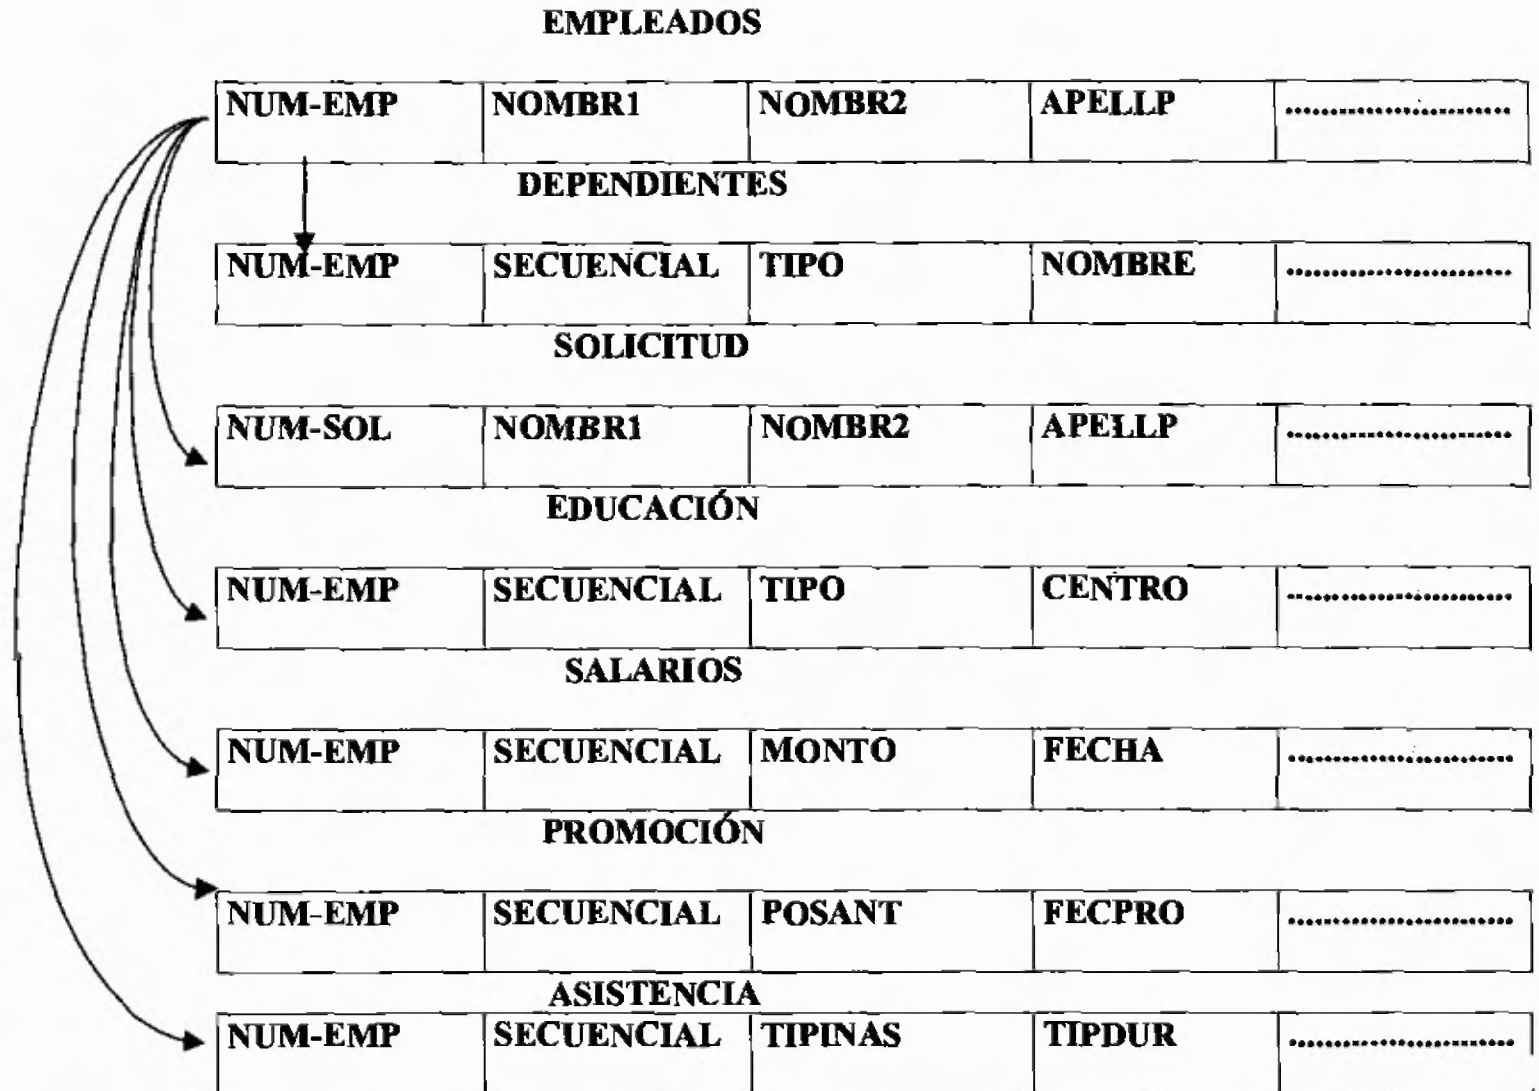 EMPLEADOS
NUM-EMP NOMBR1 NOMBR2 APELLP ........................
DEPENDIENTES
NUM-EMP SECUENCIAL TIPO NOMBRE ........................
SOLICITUD
NUM-SOL NOMBR1 NOMBR2 APELLP ........................
EDUCACIÓN
NUM-EMP SECUENCIAL TIPO CENTRO ........................
SALARIOS
NUM-EMP SECUENCIAL MONTO FECHA ........................
PROMOCIÓN
NUM-EMP SECUENCIAL POSANT FECPRO ........................
ASISTENCIA
NUM-EMP SECUENCIAL TIPINAS TIPDUR ........................